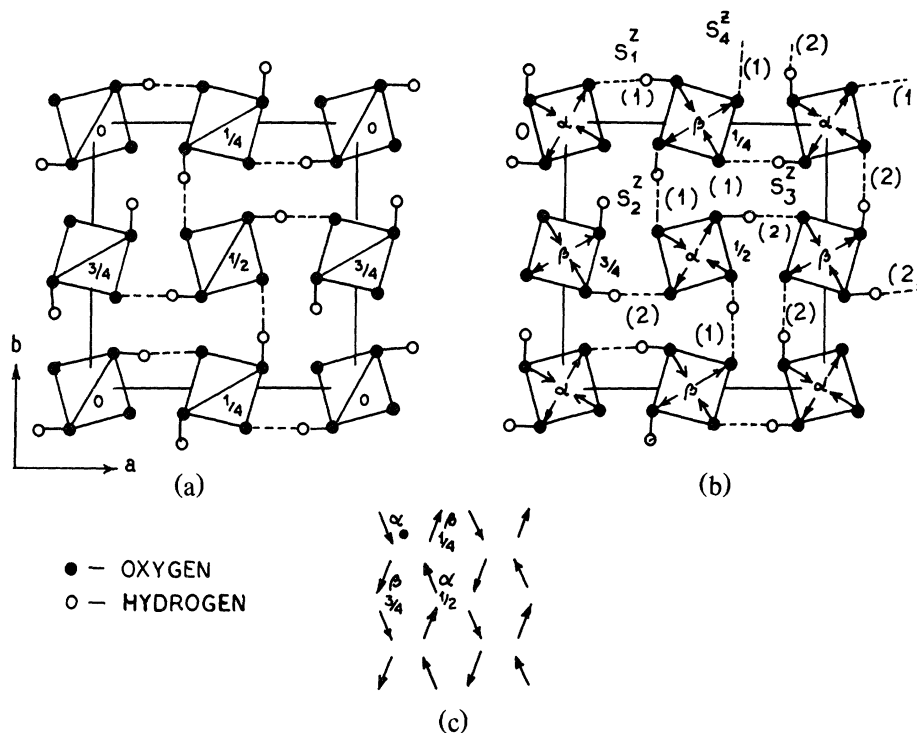 S₁ᶻ S₄ᶻ (2)
(1) (1) (1
0 1/4 0 0 α β 1/4 α
S₂ᶻ (1) S₃ᶻ (2)
(1) (2)
3/4 1/2 3/4 β 3/4 α 1/2 β
(2) (1) (2) (2
b
0 1/4 0 α β α
a
(a) (b)
α β
1/4
β α
3/4 1/2
● – OXYGEN
○ – HYDROGEN
(c)